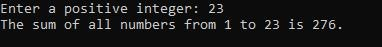 Enter a positive integer: 23
The sum of all numbers from 1 to 23 is 276.